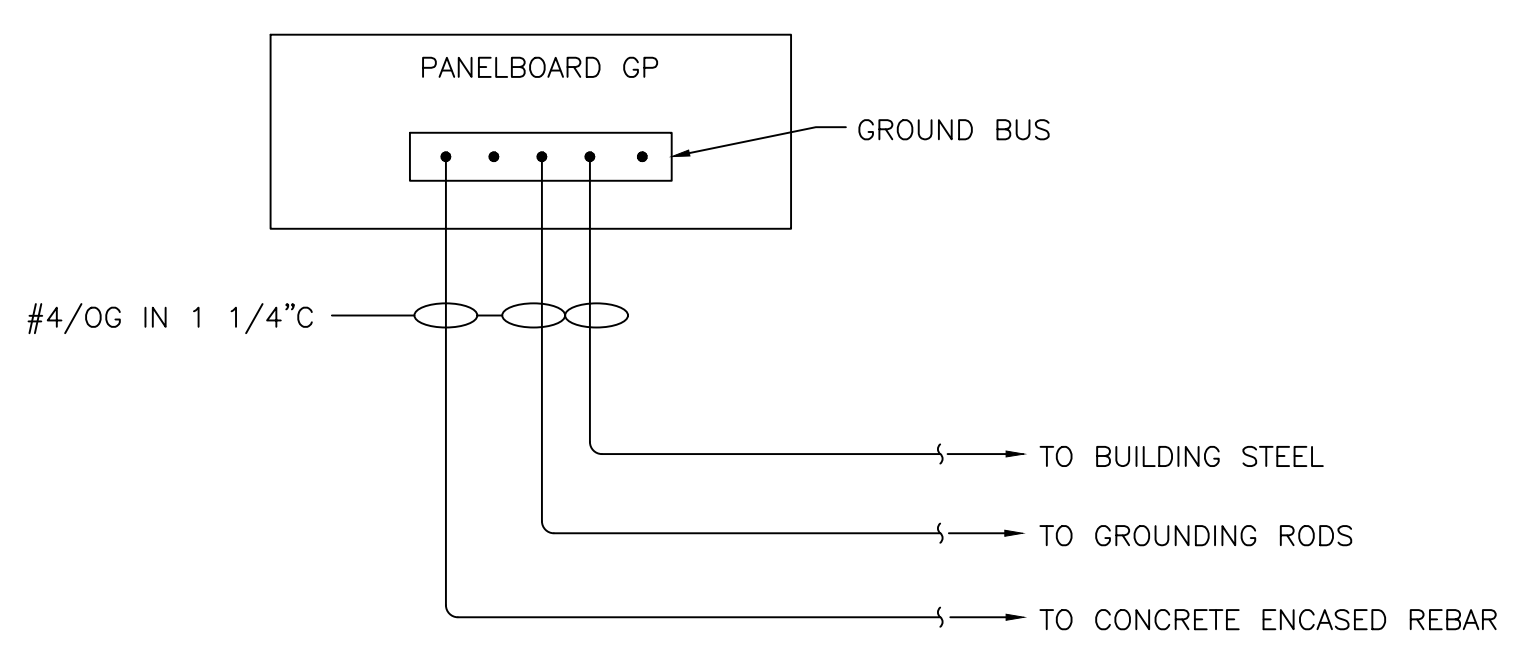 PANELBOARD GP
GROUND BUS
#4/0G IN 1 1/4"C
TO BUILDING STEEL
TO GROUNDING RODS
TO CONCRETE ENCASED REBAR